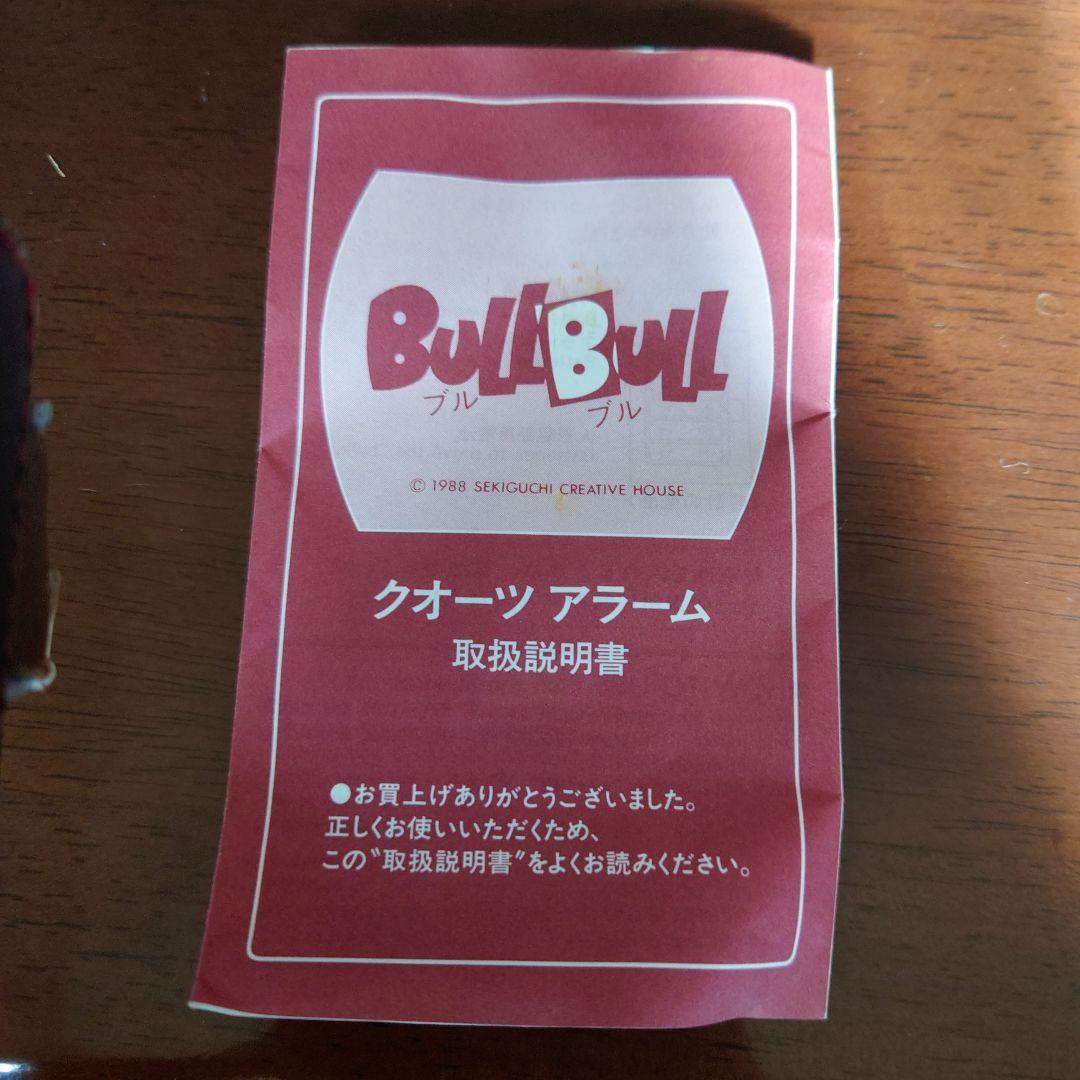 BULLBULL
ブル ブル
© 1988 SEKIGUCHI CREATIVE HOUSE
クオーツ アラーム
取扱説明書
●お買上げありがとうございました。
正しくお使いいただくため、
この〝取扱説明書〟をよくお読みください。